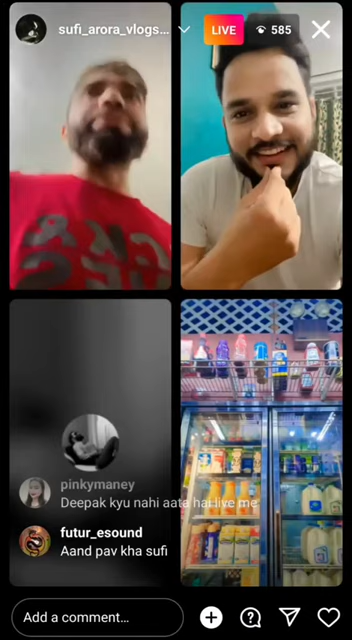 sufi_arora_vlogs...
LIVE
585
pinkymaney
Deepak kyu nahi aata hai live me
futur_esound
Aand pav kha sufi
Add a comment...